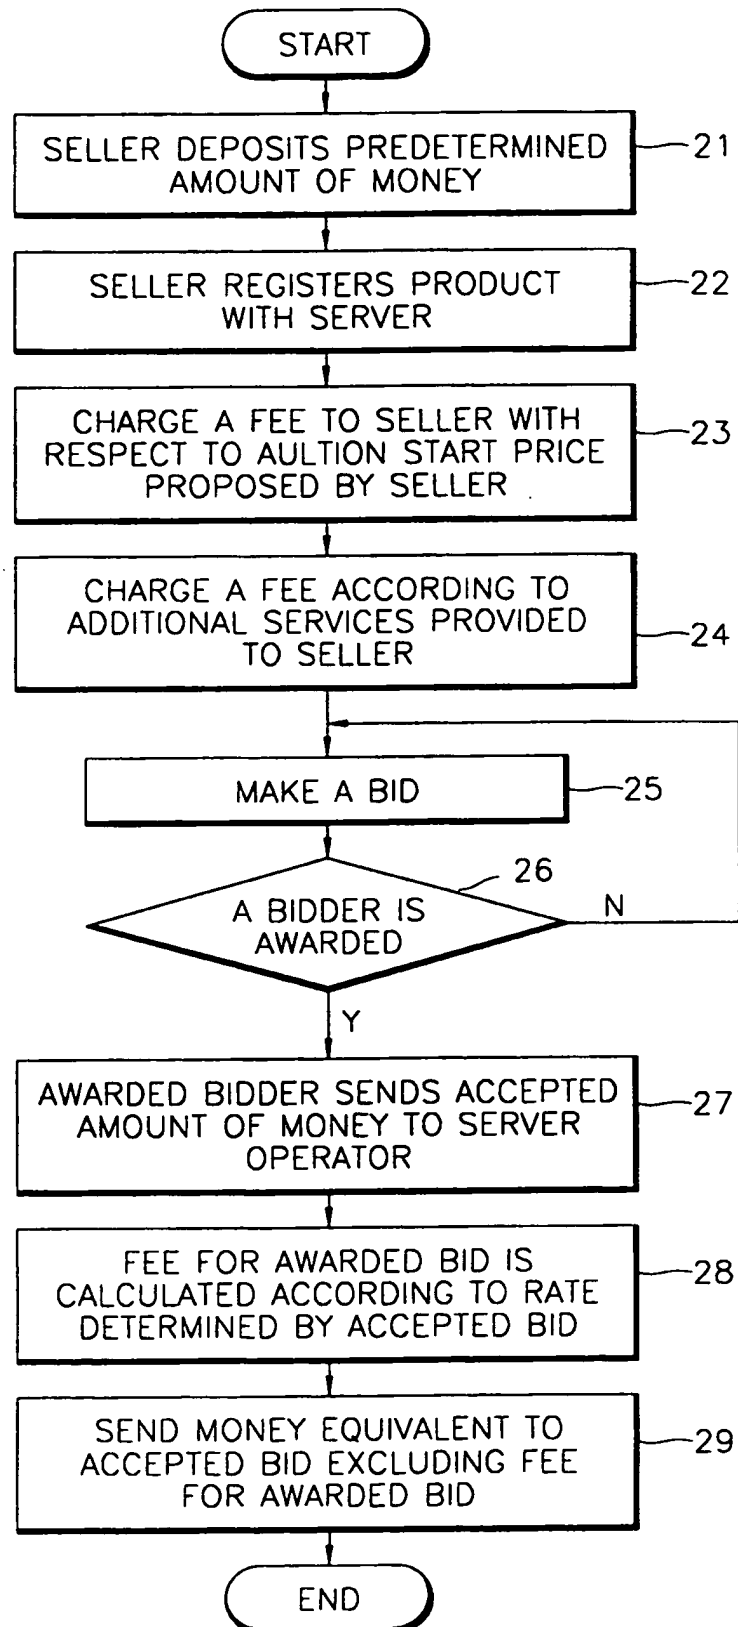 START
SELLER DEPOSITS PREDETERMINED
AMOUNT OF MONEY
21
SELLER REGISTERS PRODUCT
WITH SERVER
22
CHARGE A FEE TO SELLER WITH
RESPECT TO AULTION START PRICE
PROPOSED BY SELLER
23
CHARGE A FEE ACCORDING TO
ADDITIONAL SERVICES PROVIDED
TO SELLER
24
MAKE A BID
25
26
A BIDDER IS
AWARDED
N
Y
AWARDED BIDDER SENDS ACCEPTED
AMOUNT OF MONEY TO SERVER
OPERATOR
27
FEE FOR AWARDED BID IS
CALCULATED ACCORDING TO RATE
DETERMINED BY ACCEPTED BID
28
SEND MONEY EQUIVALENT TO
ACCEPTED BID EXCLUDING FEE
FOR AWARDED BID
29
END